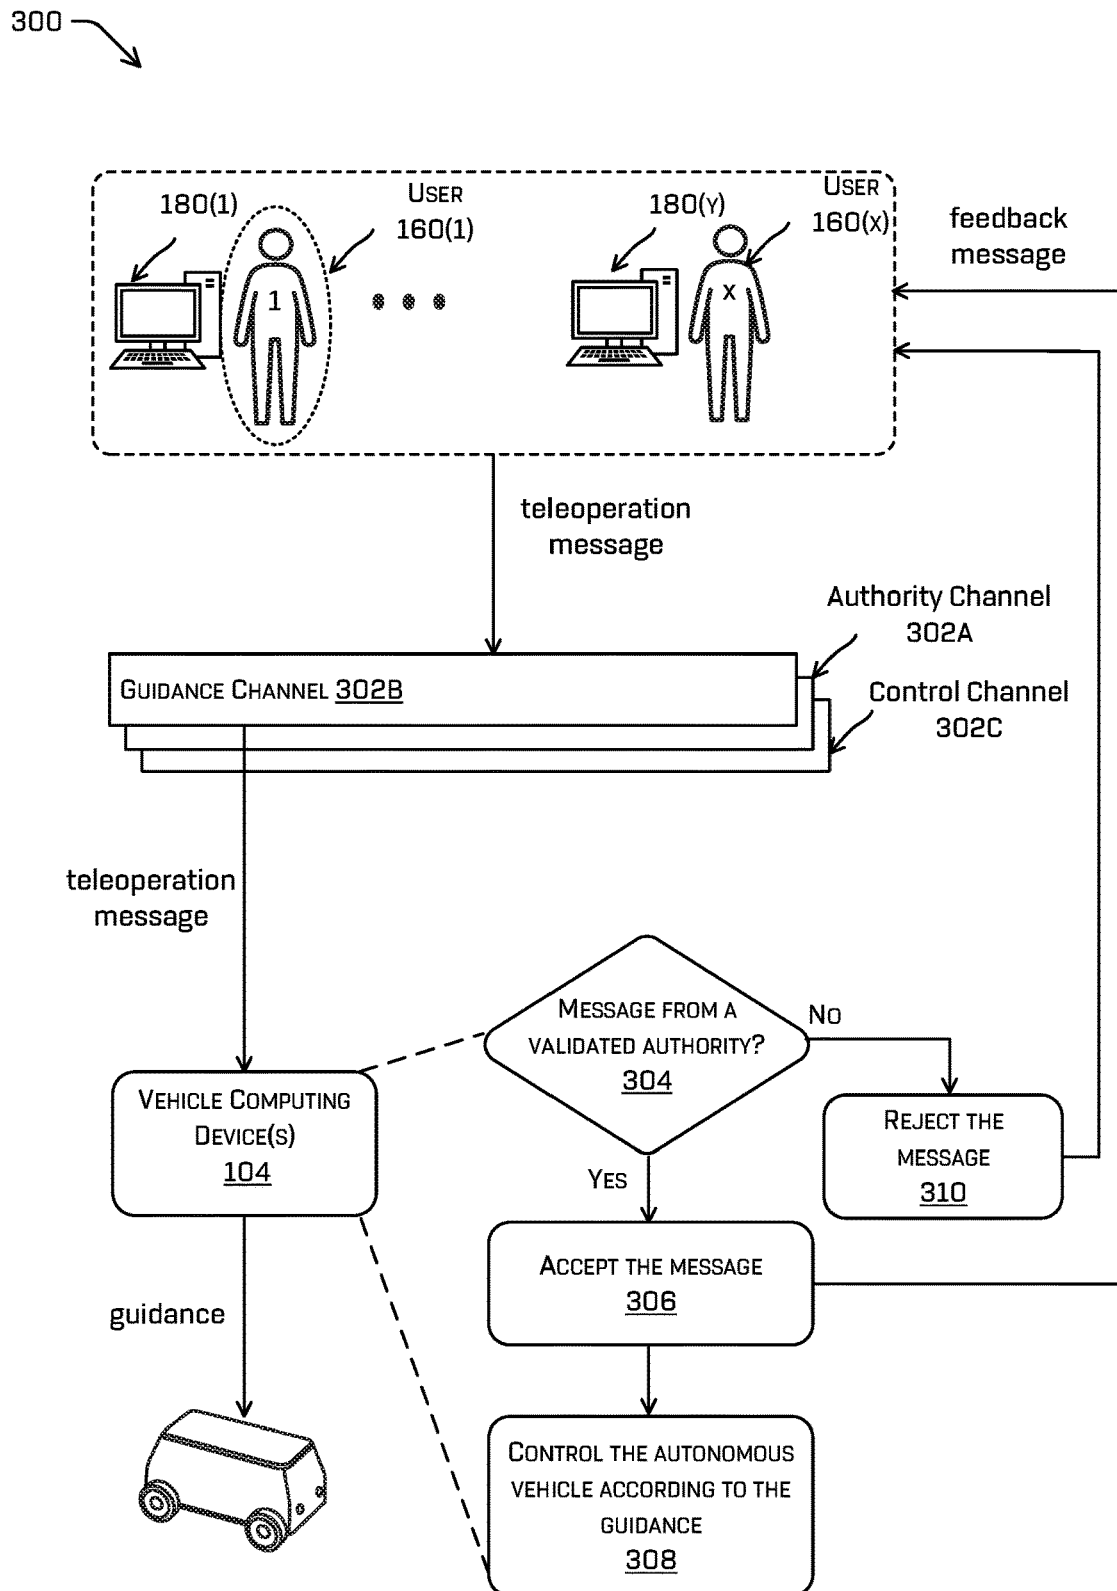 300
180(1)
USER
160(1)
1
180(Y)
USER
160(X)
X
feedback
message
teleoperation
message
Authority Channel
302A
GUIDANCE CHANNEL 302B
Control Channel
302C
teleoperation
message
MESSAGE FROM A
VALIDATED AUTHORITY?
304
NO
VEHICLE COMPUTING
DEVICE(S)
104
REJECT THE
MESSAGE
310
YES
ACCEPT THE MESSAGE
306
guidance
CONTROL THE AUTONOMOUS
VEHICLE ACCORDING TO THE
GUIDANCE
308